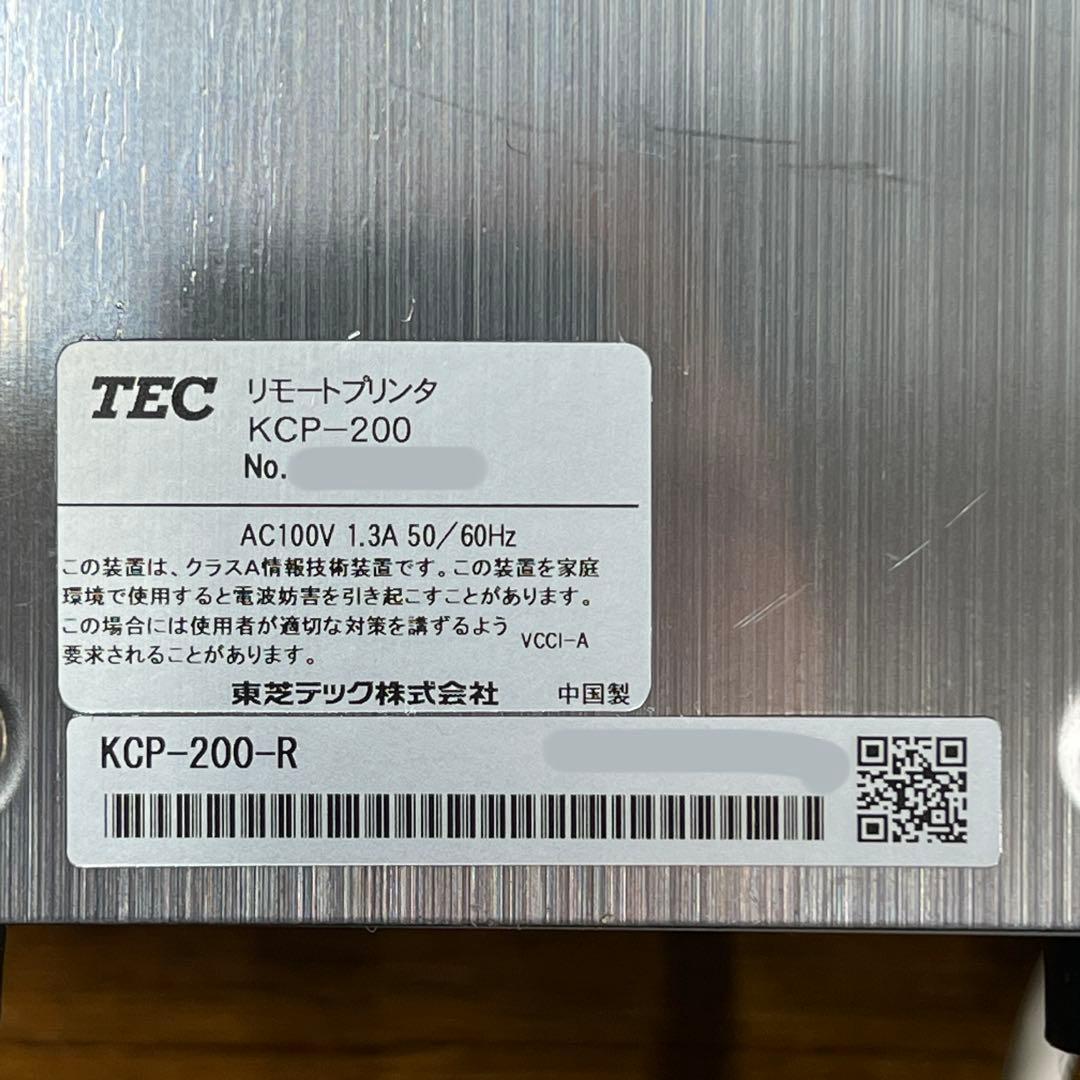 TEC リモートプリンタ
KCP-200
No.
AC100V 1.3A 50/60Hz
この装置は、クラスA情報技術装置です。この装置を家庭
環境で使用すると電波妨害を引き起こすことがあります。
この場合には使用者が適切な対策を講ずるよう
要求されることがあります。 VCCI-A
東芝テック株式会社 中国製
KCP-200-R